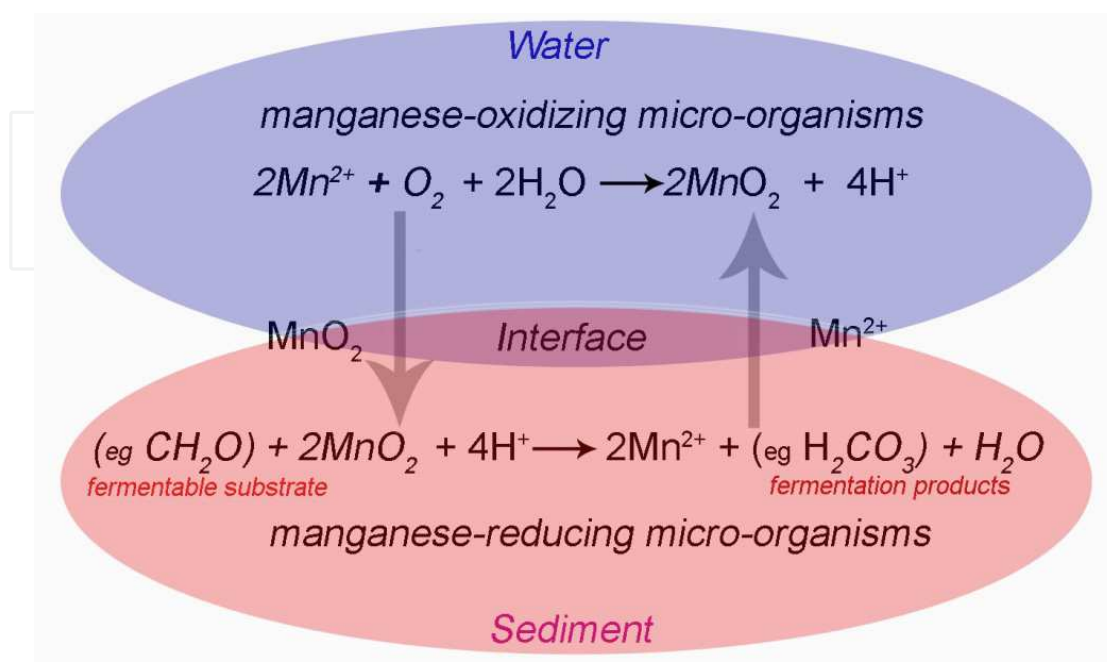 Water
manganese-oxidizing micro-organisms
2Mn²⁺ + O₂ + 2H₂O → 2MnO₂ + 4H⁺
MnO₂ Interface Mn²⁺
(eg CH₂O) + 2MnO₂ + 4H⁺ → 2Mn²⁺ + (eg H₂CO₃) + H₂O
fermentable substrate fermentation products
manganese-reducing micro-organisms
Sediment